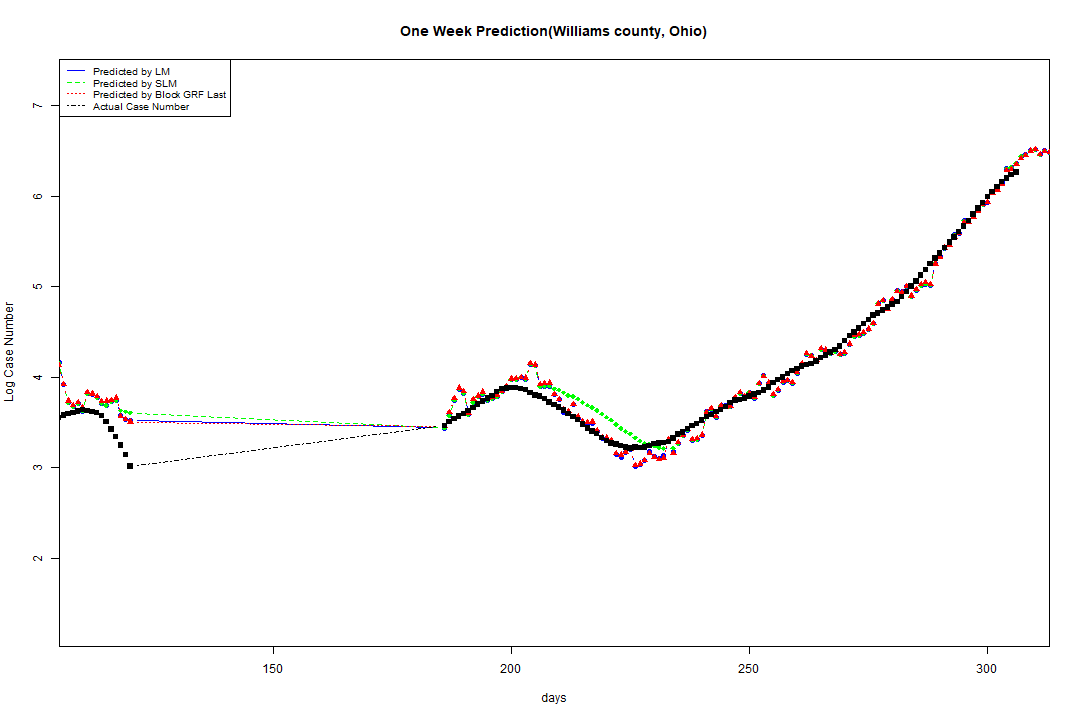 One Week Prediction(Williams county, Ohio)
Predicted by LM
Predicted by SLM
Predicted by Block GRF Last
Actual Case Number
7
6
5
4
3
2
Log Case Number
150 200 250 300
days